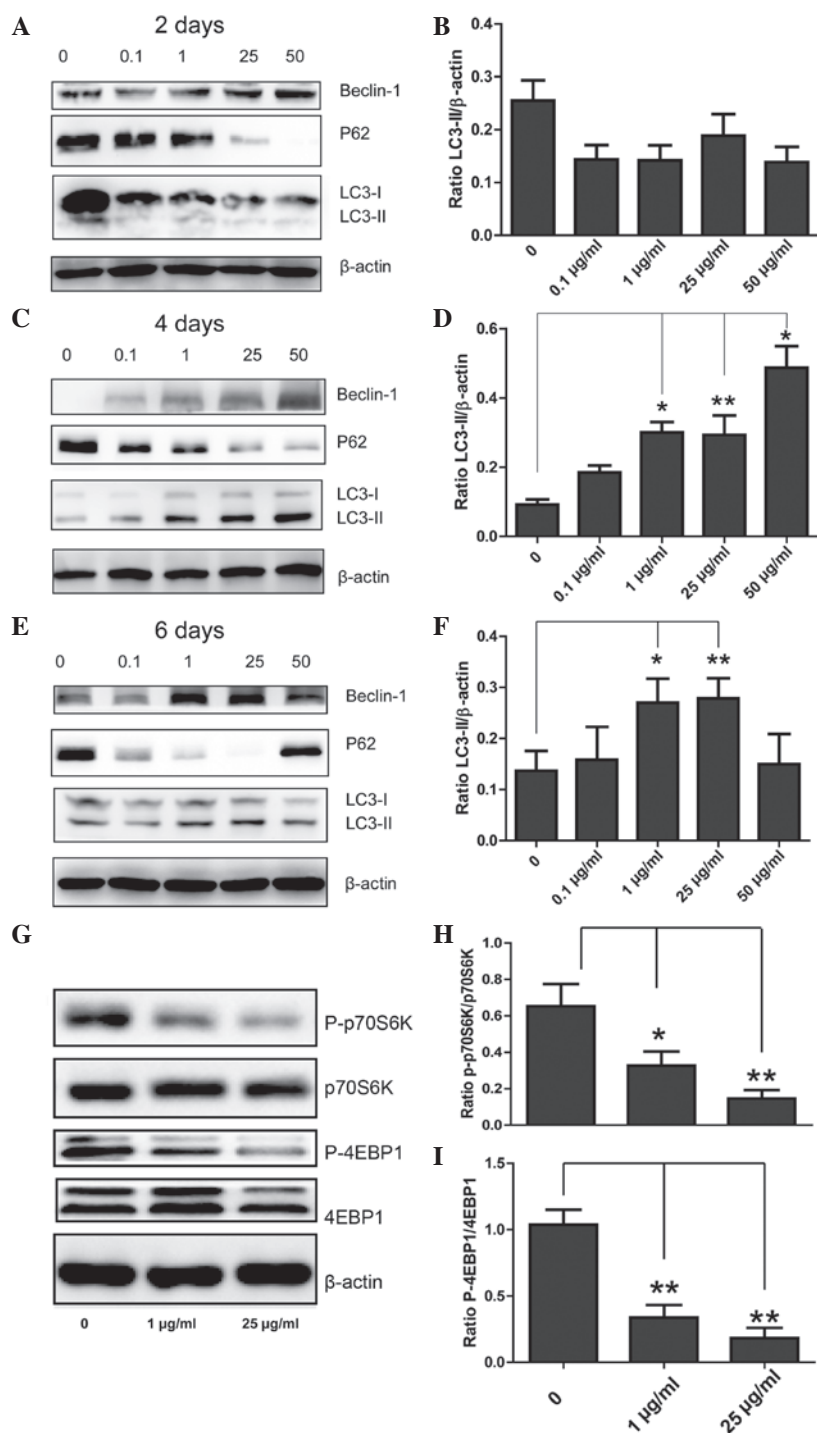 A
2 days
0 0.1 1 25 50
Beclin-1
P62
LC3-I
LC3-II
β-actin
B
Ratio LC3-II/β-actin
0.4
0.3
0.2
0.1
0.0
0 0.1 µg/ml 1 µg/ml 25 µg/ml 50 µg/ml
C
4 days
0 0.1 1 25 50
Beclin-1
P62
LC3-I
LC3-II
β-actin
D
Ratio LC3-II/β-actin
0.6
0.4
0.2
0.0
* ** *
0 0.1 µg/ml 1 µg/ml 25 µg/ml 50 µg/ml
E
6 days
0 0.1 1 25 50
Beclin-1
P62
LC3-I
LC3-II
β-actin
F
Ratio LC3-II/β-actin
0.4
0.3
0.2
0.1
0.0
* **
0 0.1 µg/ml 1 µg/ml 25 µg/ml 50 µg/ml
G
P-p70S6K
p70S6K
P-4EBP1
4EBP1
β-actin
0 1 µg/ml 25 µg/ml
H
Ratio p-p70S6K/p70S6K
1.0
0.8
0.6
0.4
0.2
0.0
* **
I
Ratio P-4EBP1/4EBP1
1.5
1.0
0.5
0.0
** **
0 1 µg/ml 25 µg/ml